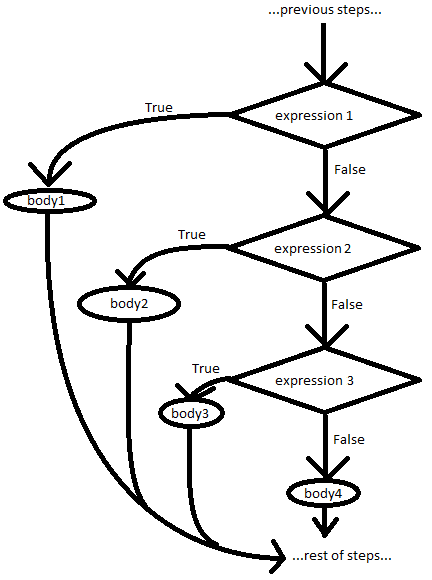 ...previous steps...
True
expression 1
False
body1
True
expression 2
body2
False
True
expression 3
body3
False
body4
...rest of steps...